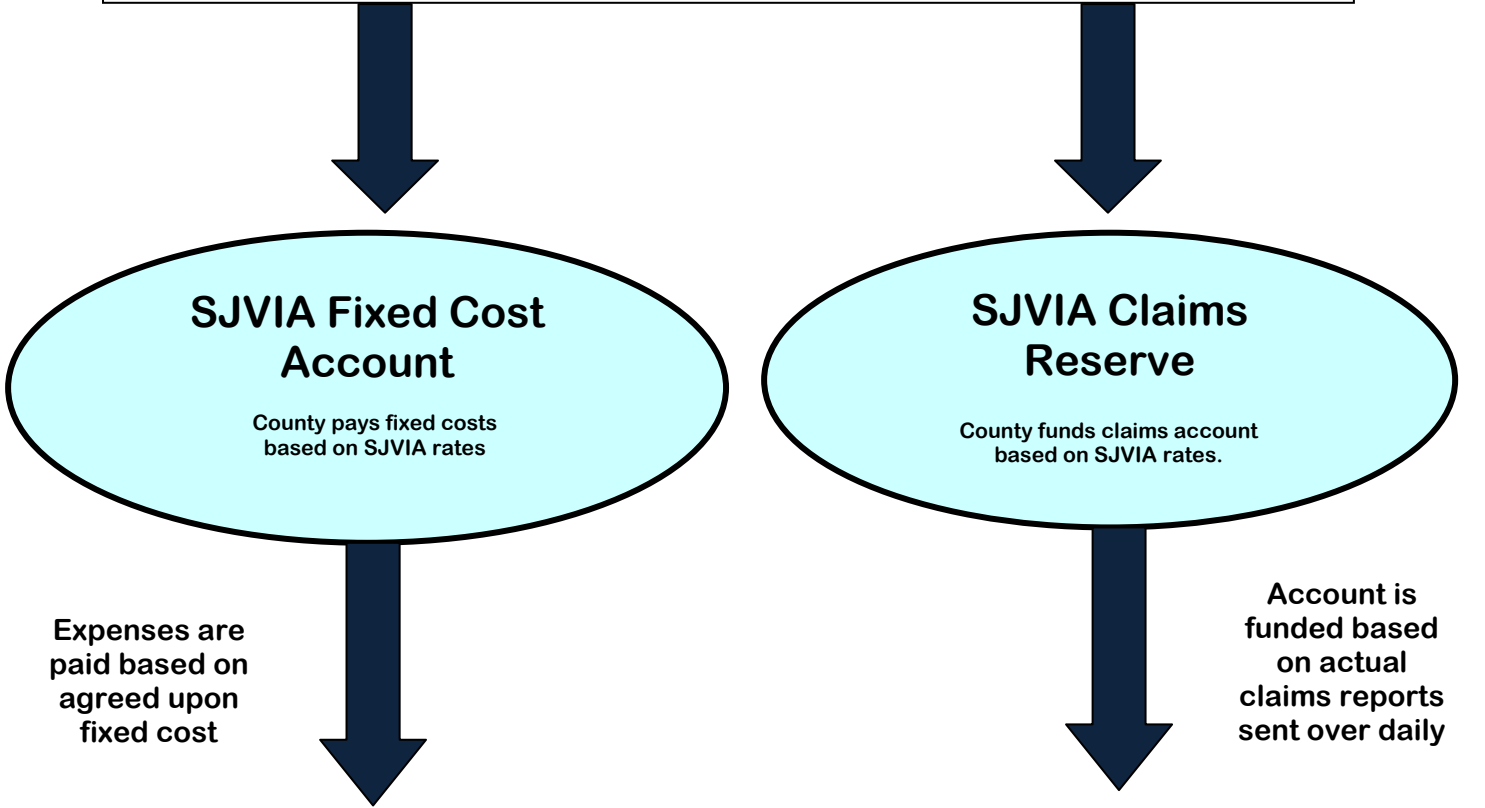 SJVIA Fixed Cost
Account
County pays fixed costs
based on SJVIA rates
SJVIA Claims
Reserve
County funds claims account
based on SJVIA rates.
Expenses are
paid based on
agreed upon
fixed cost
Account is
funded based
on actual
claims reports
sent over daily